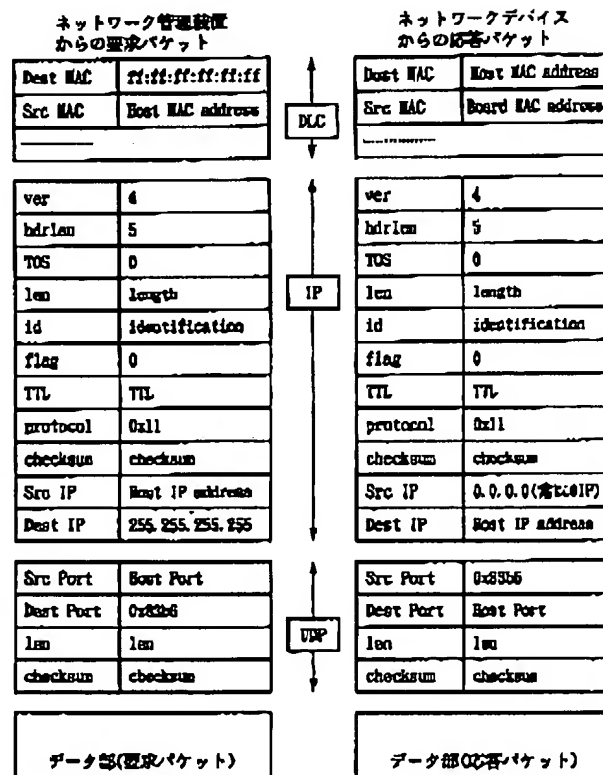 ネットワーク管理装置
からの要求パケット
Dest MAC ff:ff:ff:ff:ff:ff
Src MAC Host MAC address
ver 4
hdrlen 5
TOS 0
len length
id identification
flag 0
TTL TTL
protocol 0x11
checksum checksum
Src IP Host IP address
Dest IP 255.255.255.255
Src Port Host Port
Dest Port 0x83b6
len len
checksum checksum
データ部(要求パケット)
DLC
IP
UDP
ネットワークデバイス
からの応答パケット
Dest MAC Host MAC address
Src MAC Board MAC address
ver 4
hdrlen 5
TOS 0
len length
id identification
flag 0
TTL TTL
protocol 0x11
checksum checksum
Src IP 0.0.0.0(
Dest IP Host IP address
Src Port 0x83b6
Dest Port Host Port
len len
checksum checksum
データ部(応答パケット)